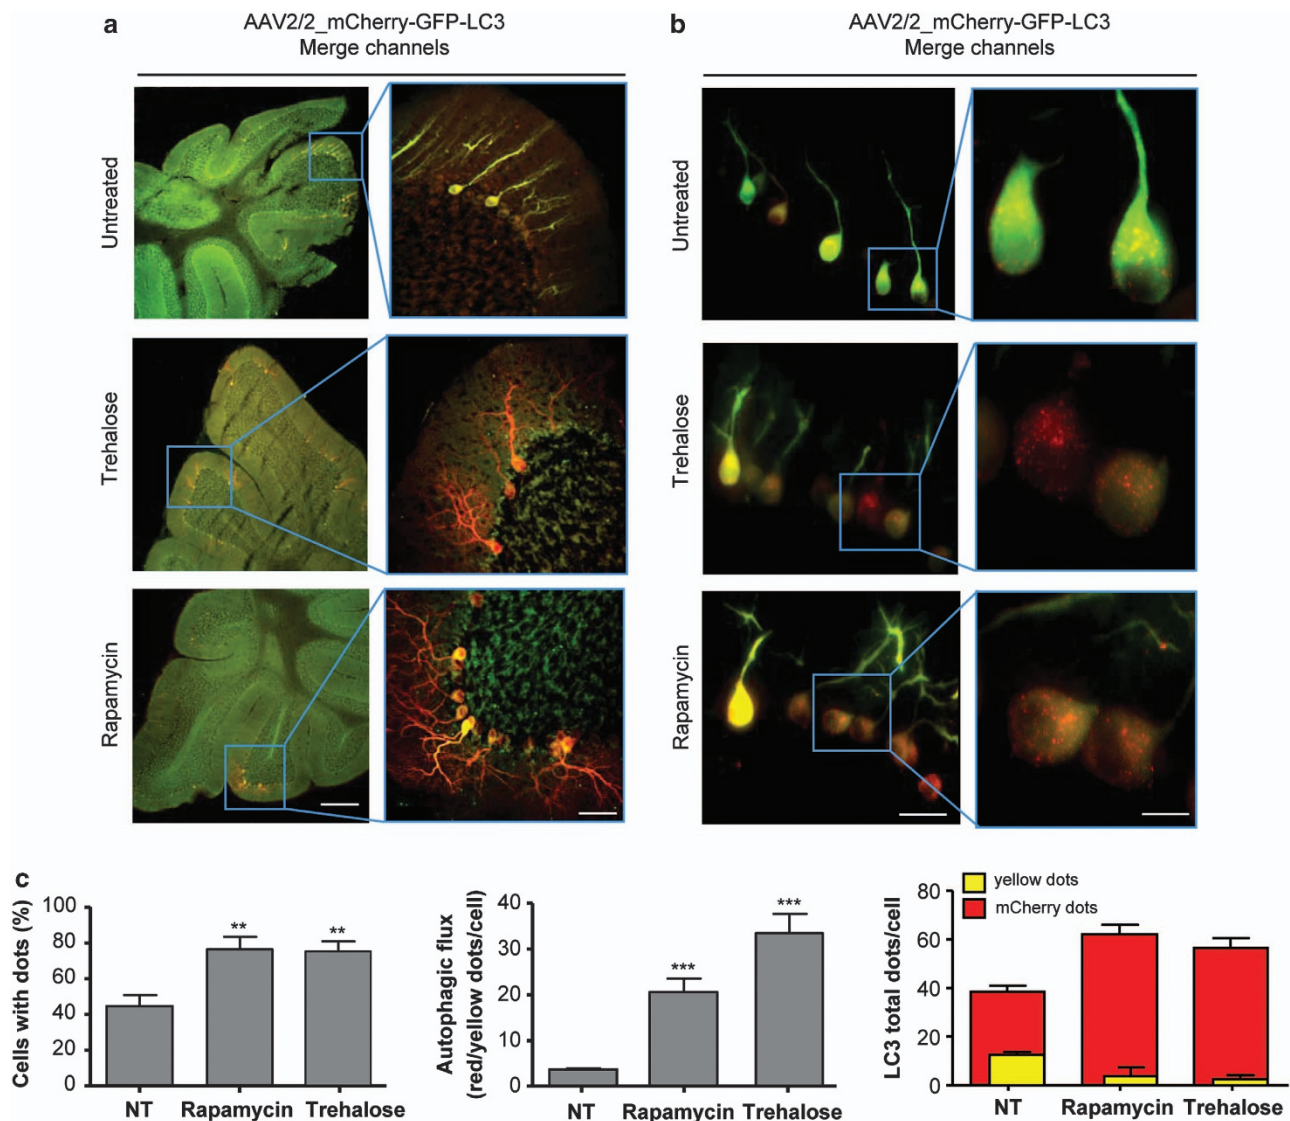 a
AAV2/2_mCherry-GFP-LC3
Merge channels
b
AAV2/2_mCherry-GFP-LC3
Merge channels
Untreated
Untreated
Trehalose
Trehalose
Rapamycin
Rapamycin
c
Cells with dots (%)
100
80
60
40
20
0
**
**
NT
Rapamycin
Trehalose
Autophagic flux
(red/yellow dots/cell)
40
30
20
10
0
***
***
NT
Rapamycin
Trehalose
yellow dots
mCherry dots
LC3 total dots/cell
80
60
40
20
0
NT
Rapamycin
Trehalose